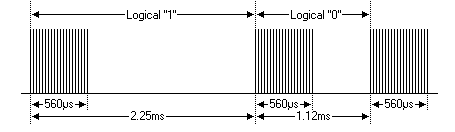 Logical "1"
Logical "0"
560µs
560µs
560µs
2.25ms
1.12ms